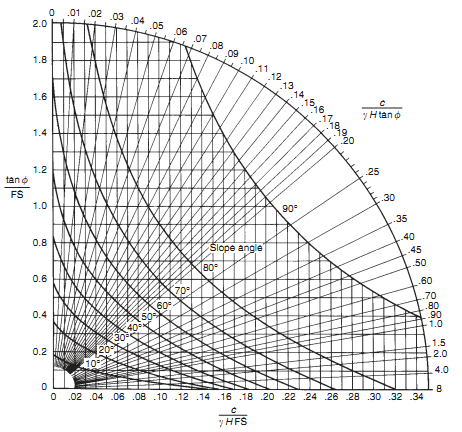 0 .01 .02 .03 .04 .05 .06 .07 .08 .09 .10 .11 .12 .13 .14 .15 .16 .17 .18 .19 .20 .25 .30 .35 .40 .45 .50 .60 .70 .80 .90 1.0 1.5 2.0 4.0 8
c
γ H tan ϕ
2.0
1.8
1.6
1.4
1.2
1.0
0.8
0.6
0.4
0.2
0
tan ϕ
FS
90°
Slope angle
80°
70°
60°
50°
40°
30°
20°
10°
0 .02 .04 .06 .08 .10 .12 .14 .16 .18 .20 .22 .24 .26 .28 .30 .32 .34
c
γ HFS